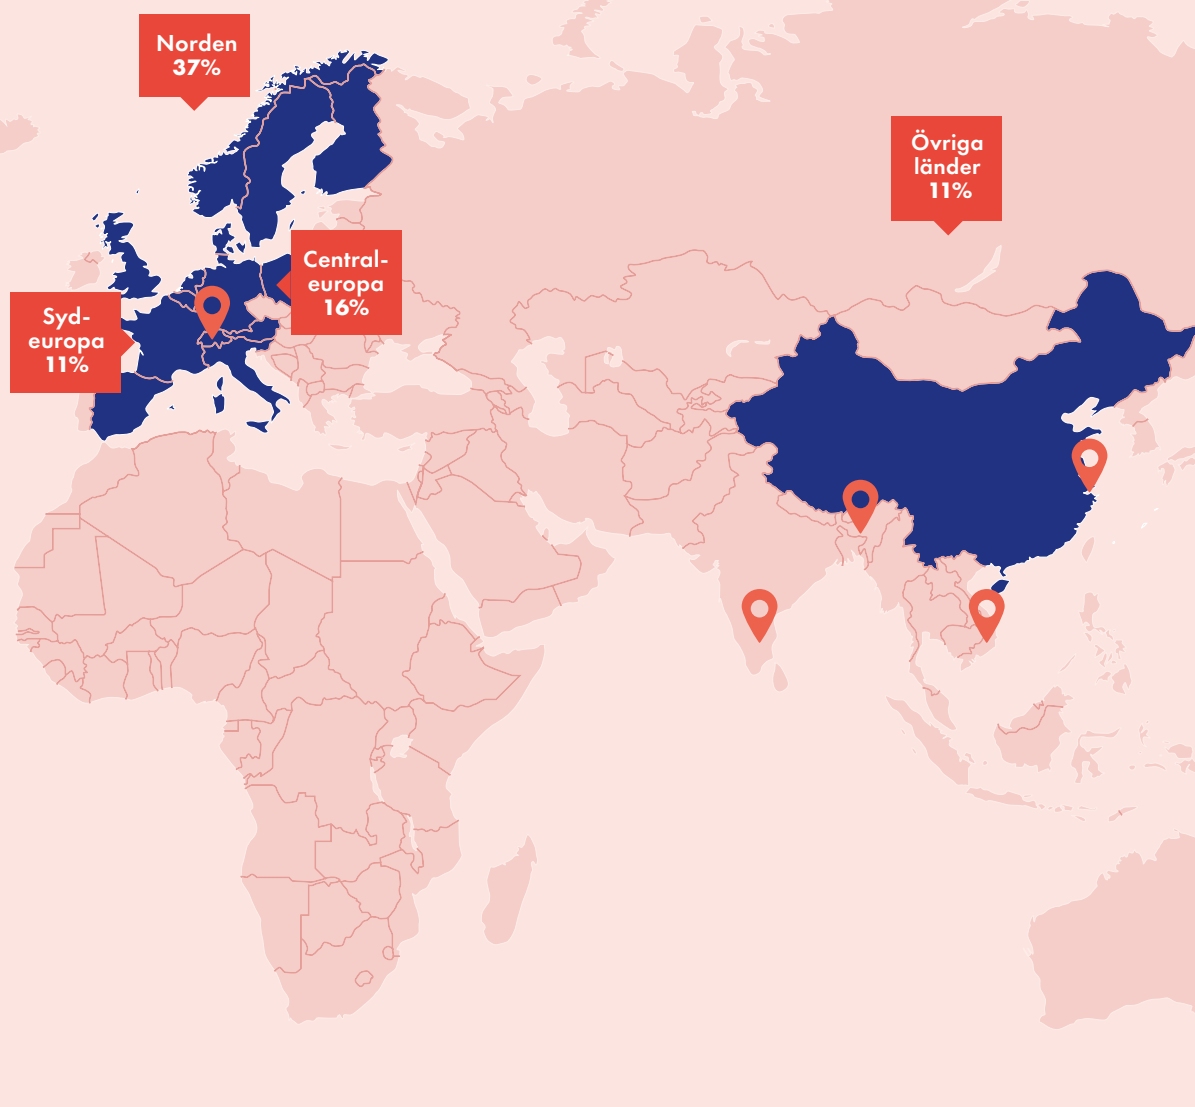 Norden
37%
Övriga
länder
11%
Central-
europa
16%
Syd-
europa
11%